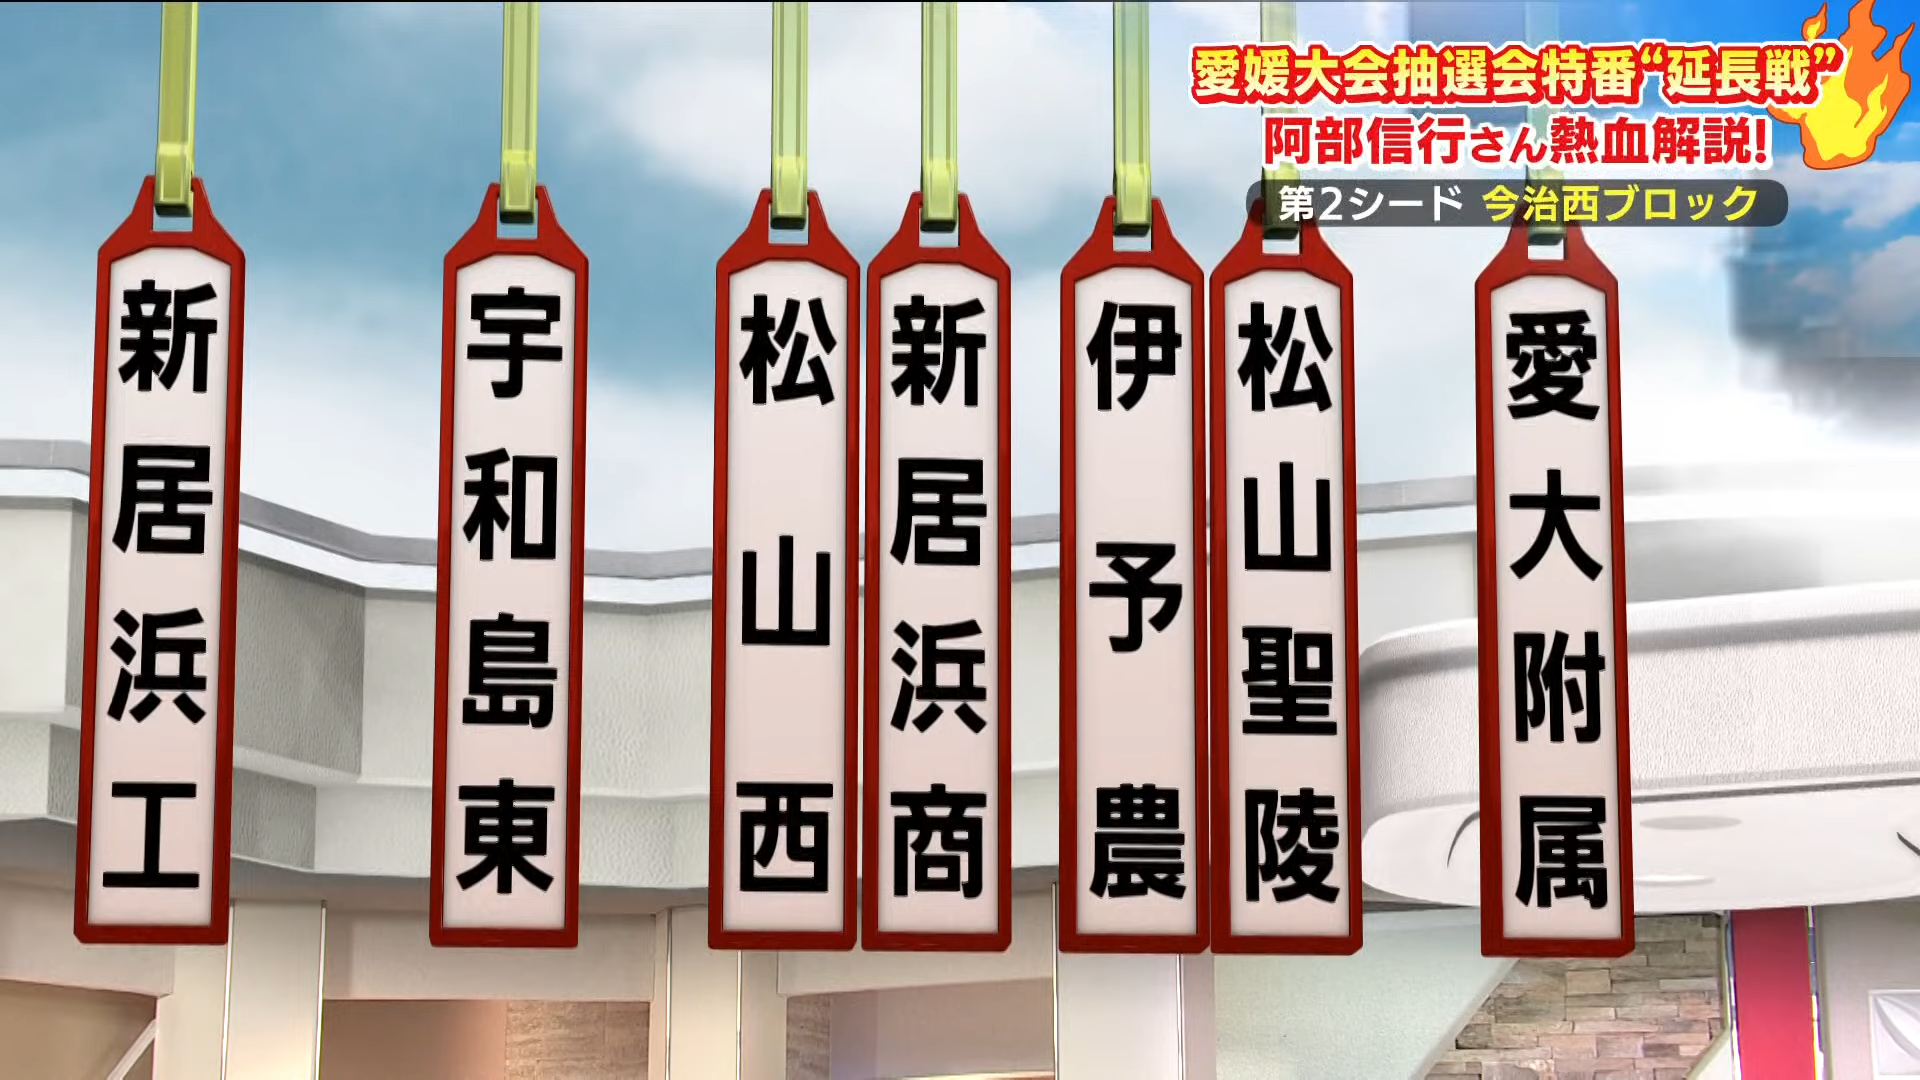 愛媛大会抽選会特番“延長戦”
阿部信行さん熱血解説!
第2シード 今治西ブロック
新居浜工
宇和島東
松山西
新居浜商
伊予農
松山聖陵
愛大附属